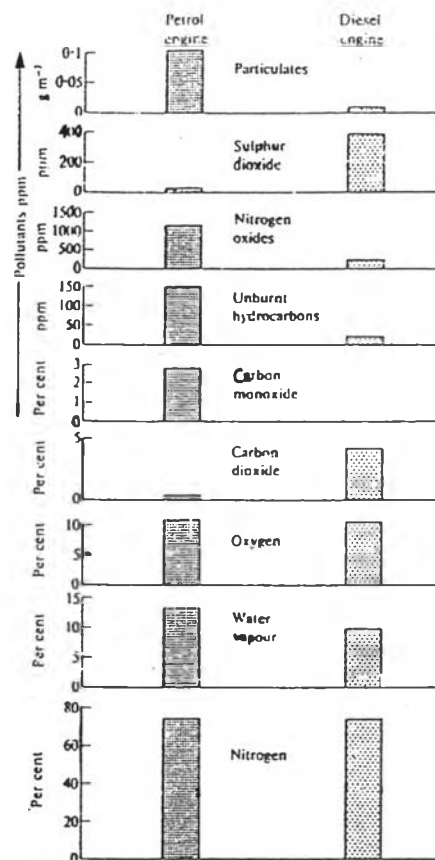 Petrol engine
Diesel engine
Pollutants ppm
g m⁻³
0·1
0·05
0
Particulates
ppm
400
200
0
Sulphur
dioxide
ppm
1500
1000
500
0
Nitrogen
oxides
ppm
150
100
50
0
Unburnt
hydrocarbons
Per cent
3
2
1
0
Carbon
monoxide
Per cent
5
0
Carbon
dioxide
Per cent
10
5
0
Oxygen
Per cent
15
10
5
0
Water
vapour
Per cent
80
60
40
20
0
Nitrogen